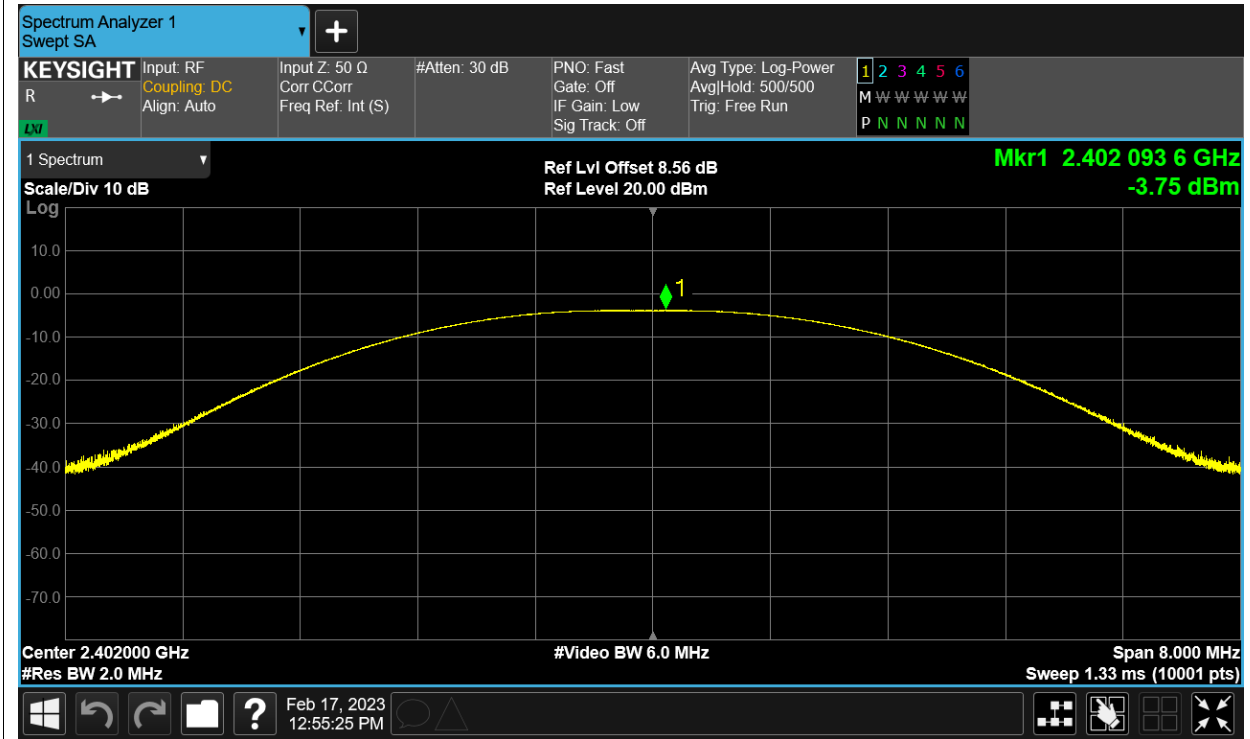 Spectrum Analyzer 1
Swept SA
KEYSIGHT
R
LXI
Input: RF
Coupling: DC
Align: Auto
Input Z: 50 Ω
Corr CCorr
Freq Ref: Int (S)
#Atten: 30 dB
PNO: Fast
Gate: Off
IF Gain: Low
Sig Track: Off
Avg Type: Log-Power
Avg|Hold: 500/500
Trig: Free Run
1 2 3 4 5 6
M W W W W W W
P N N N N N N
1 Spectrum
Scale/Div 10 dB
Log
Ref Lvl Offset 8.56 dB
Ref Level 20.00 dBm
Mkr1 2.402 093 6 GHz
-3.75 dBm
10.0
0.00
-10.0
-20.0
-30.0
-40.0
-50.0
-60.0
-70.0
1
Center 2.402000 GHz
#Video BW 6.0 MHz
Span 8.000 MHz
#Res BW 2.0 MHz
Sweep 1.33 ms (10001 pts)
?
Feb 17, 2023
12:55:25 PM